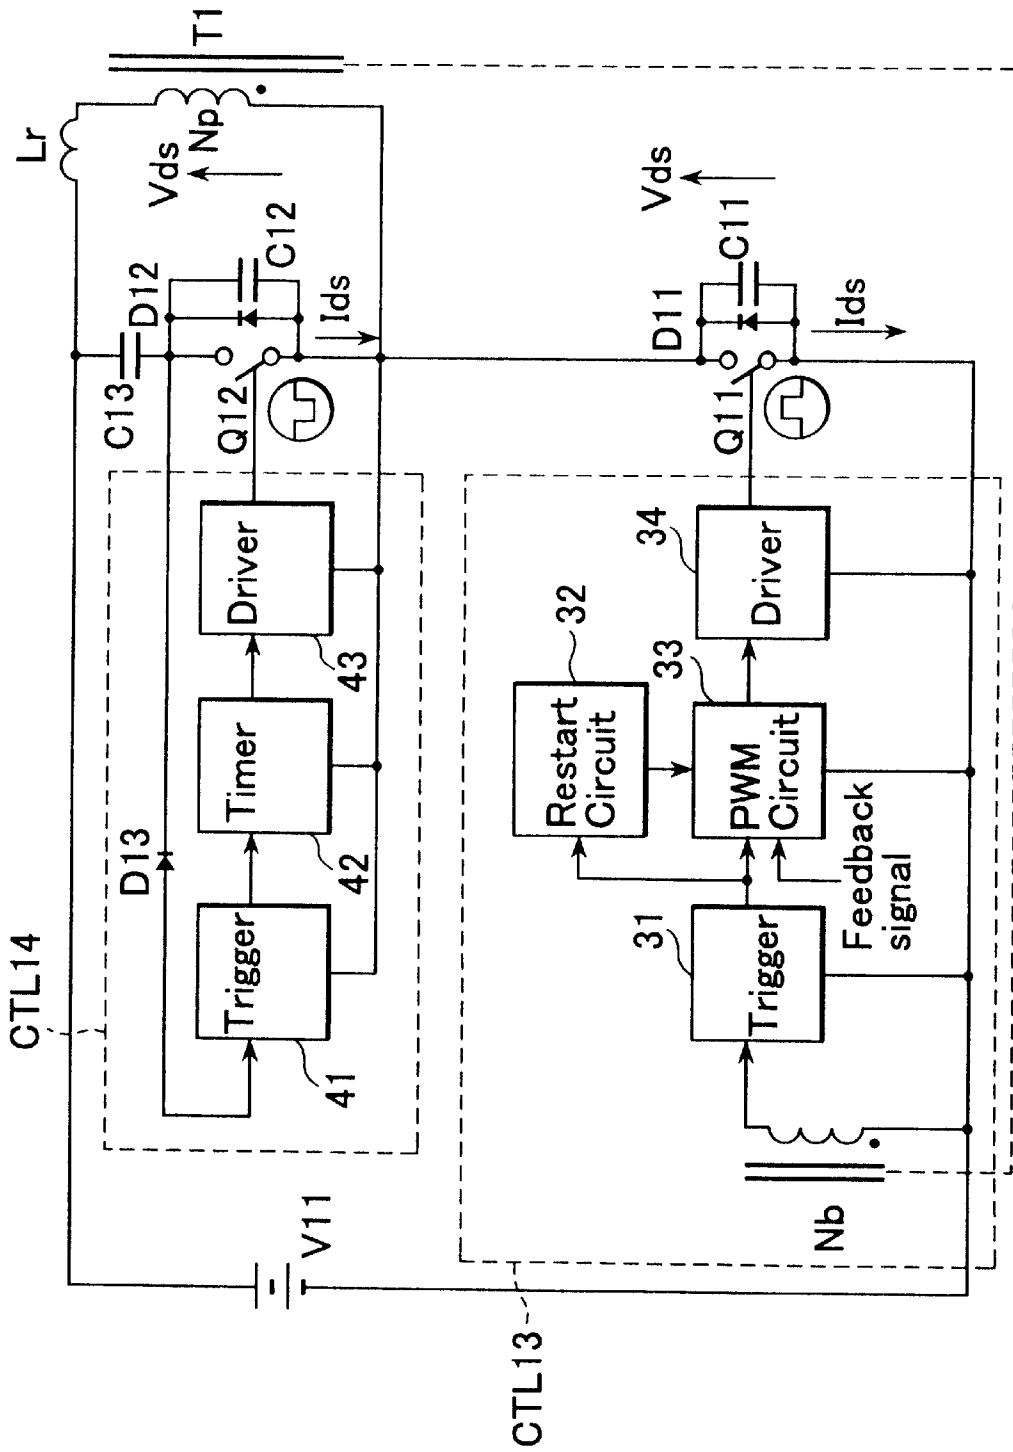 T1
Lr
Np
Vds
C12
D12
C13
Ids
Q12
Driver
43
Timer
42
D13
Trigger
41
CTL14
V11
Vds
C11
D11
Ids
Q11
Driver
34
Restart
Circuit
32
PWM
Circuit
33
Feedback
signal
Trigger
31
Nb
CTL13